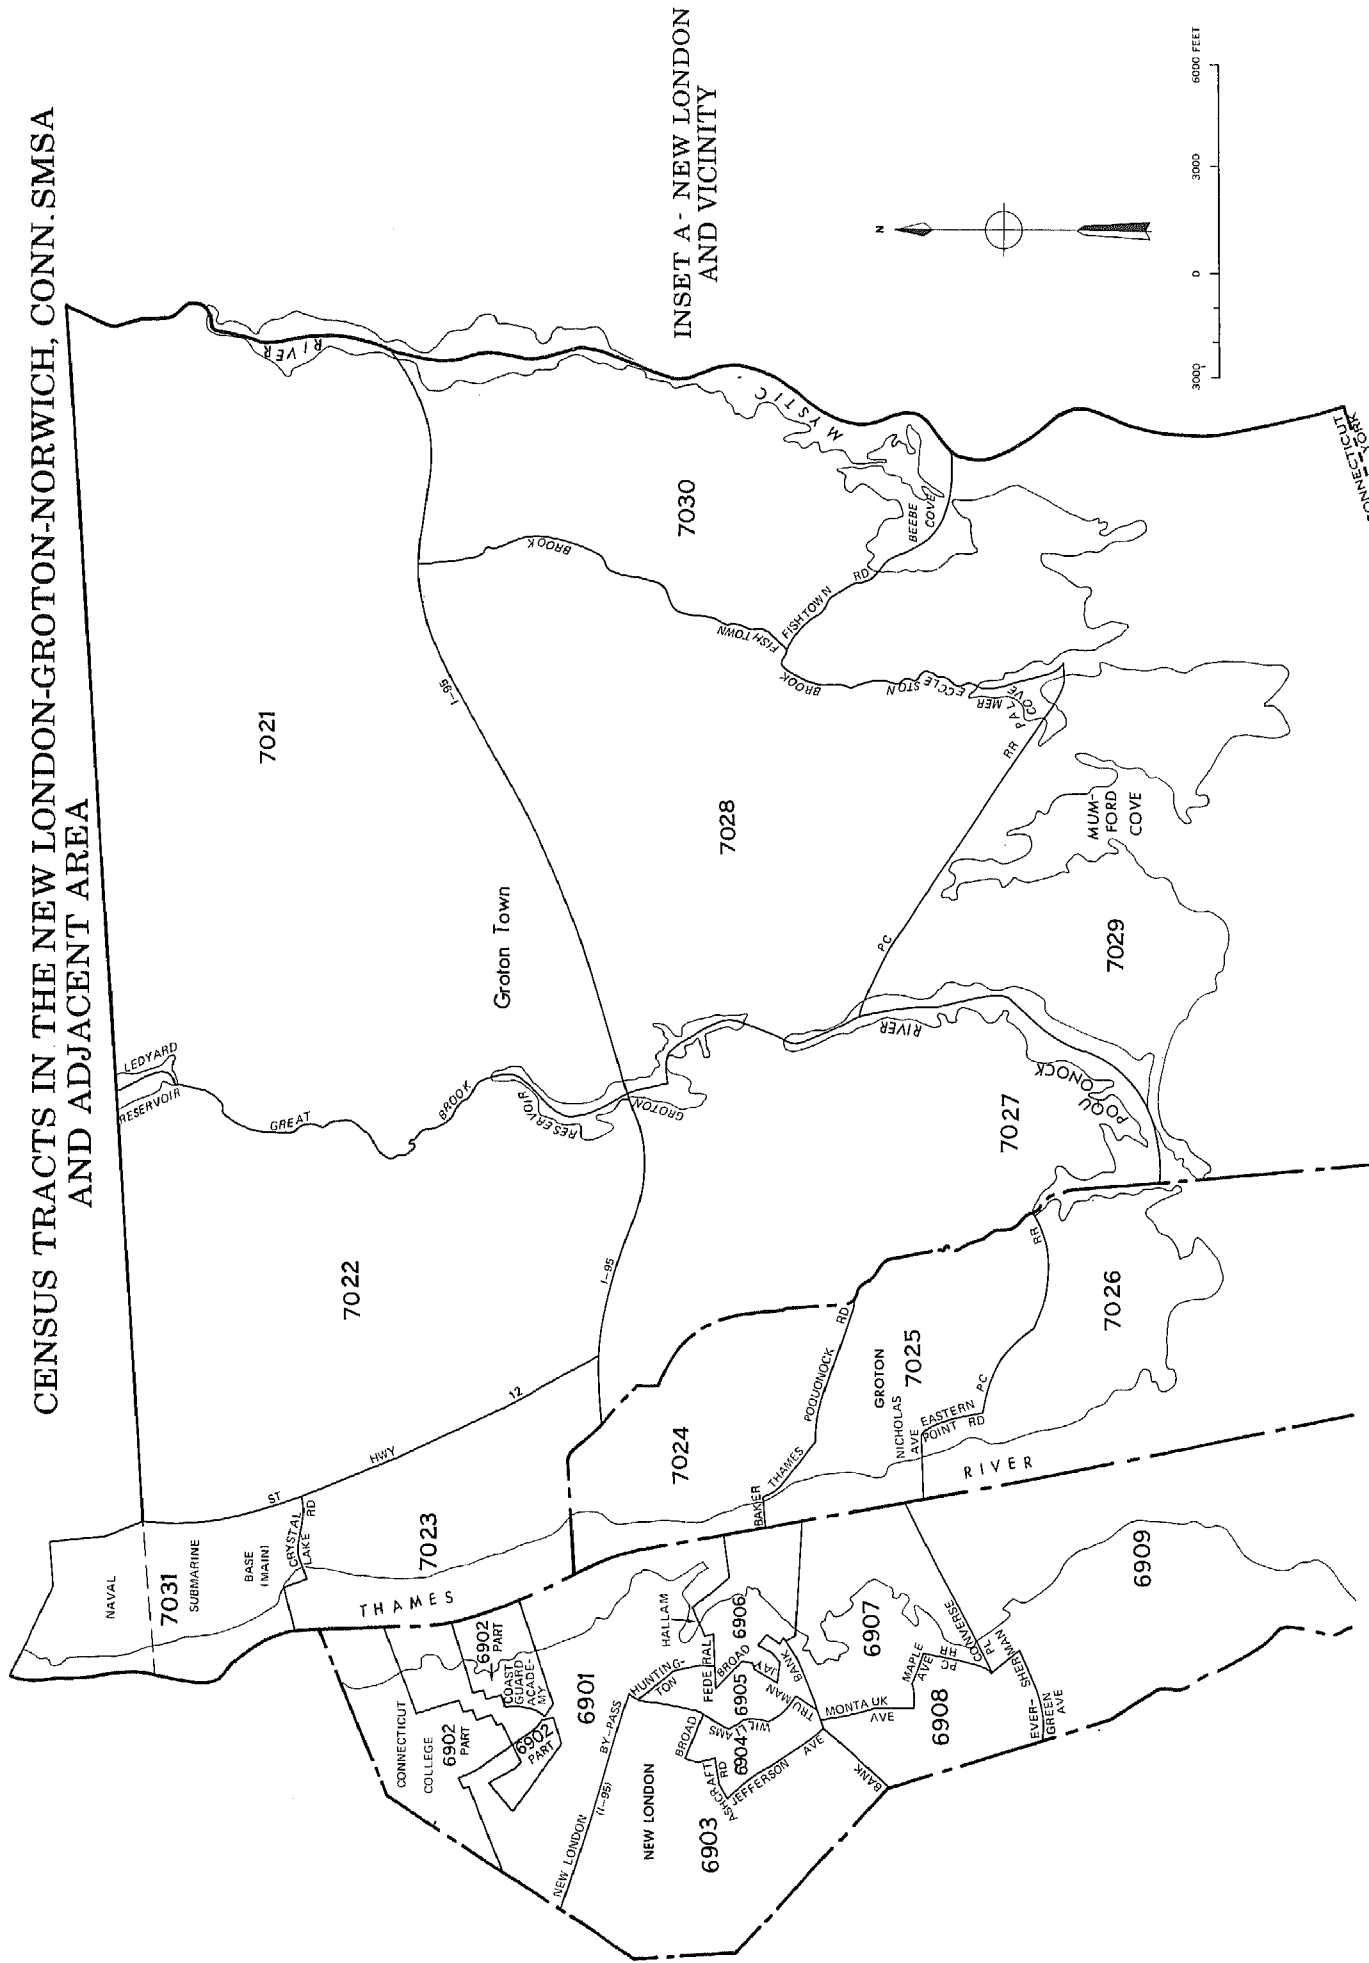 CENSUS TRACTS IN THE NEW LONDON-GROTON-NORWICH, CONN. SMSA
AND ADJACENT AREA
INSET A - NEW LONDON
AND VICINITY
N
3000
0
3000
6000 FEET
NAVAL
7031
SUBMARINE
BASE
(MAIN)
CRYSTAL
LAKE RD
ST
HWY
12
7023
THAMES
RIVER
7022
RESERVOIR
LEDYARD
GREAT
BROOK
RESERVOIR
GROTON
7021
Groton Town
I-95
I-95
RIVER
MYSTIC
7030
BROOK
FISHTOWN
FISHTOWN RD
BEEBE
COVE
BROOK
ECCLESTON
PALMER
COVE
7028
PC
RR
MUM-
FORD
COVE
7029
RIVER
POQUONOCK
7027
7024
POQUONOCK RD
THAMES
BAKER
GROTON
7025
NICHOLAS
AVE
EASTERN
POINT RD
PC
RR
7026
CONNECTICUT
COLLEGE
6902
PART
6902
PART
6902
PART
COAST
GUARD
ACADE-
MY
6901
NEW LONDON
BY-PASS
(I-95)
HUNTING-
TON
HALLAM
FEDERAL
BROAD
BROAD
6906
JAY
6905
BANK
TRUMAN
WILLIAMS
6904
ASHCRAFT
RD
JEFFERSON AVE
NEW LONDON
6903
BANK
MONTAUK
AVE
MAPLE
AVE
6907
CONVERSE
PL
SHERMAN
6908
EVER-
GREEN
AVE
6909